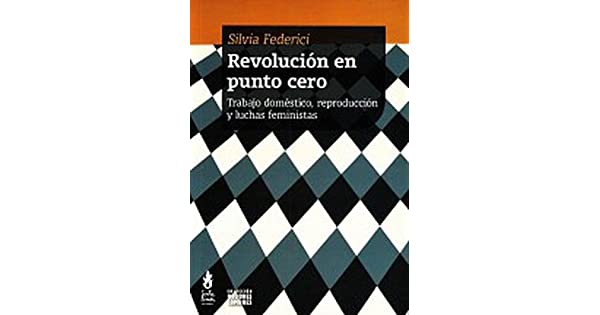 Silvia Federici
Revolución en
punto cero
Trabajo doméstico, reproducción
y luchas feministas